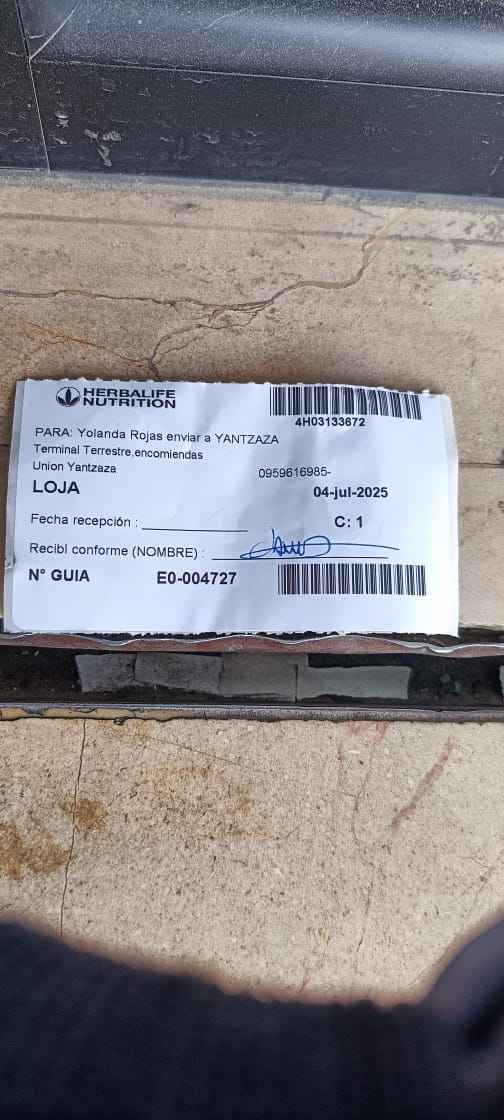 HERBALIFE
NUTRITION
4H03133672
PARA: Yolanda Rojas enviar a YANTZAZA
Terminal Terrestre,encomiendas
Union Yantzaza
0959616985-
LOJA
04-jul-2025
Fecha recepción :
C: 1
Recibí conforme (NOMBRE) :
N° GUIA E0-004727